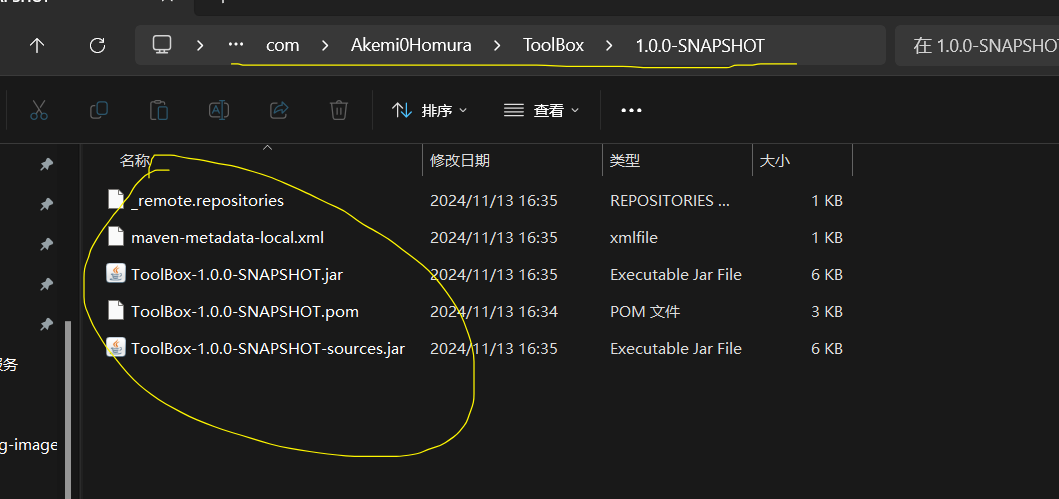 com > Akemi0Homura > ToolBox > 1.0.0-SNAPSHOT
在 1.0.0-SNAPSHO
排序 查看
名称 修改日期 类型 大小
_remote.repositories 2024/11/13 16:35 REPOSITORIES ... 1 KB
maven-metadata-local.xml 2024/11/13 16:35 xmlfile 1 KB
ToolBox-1.0.0-SNAPSHOT.jar 2024/11/13 16:35 Executable Jar File 6 KB
ToolBox-1.0.0-SNAPSHOT.pom 2024/11/13 16:34 POM 文件 3 KB
ToolBox-1.0.0-SNAPSHOT-sources.jar 2024/11/13 16:35 Executable Jar File 6 KB
服务
g-image